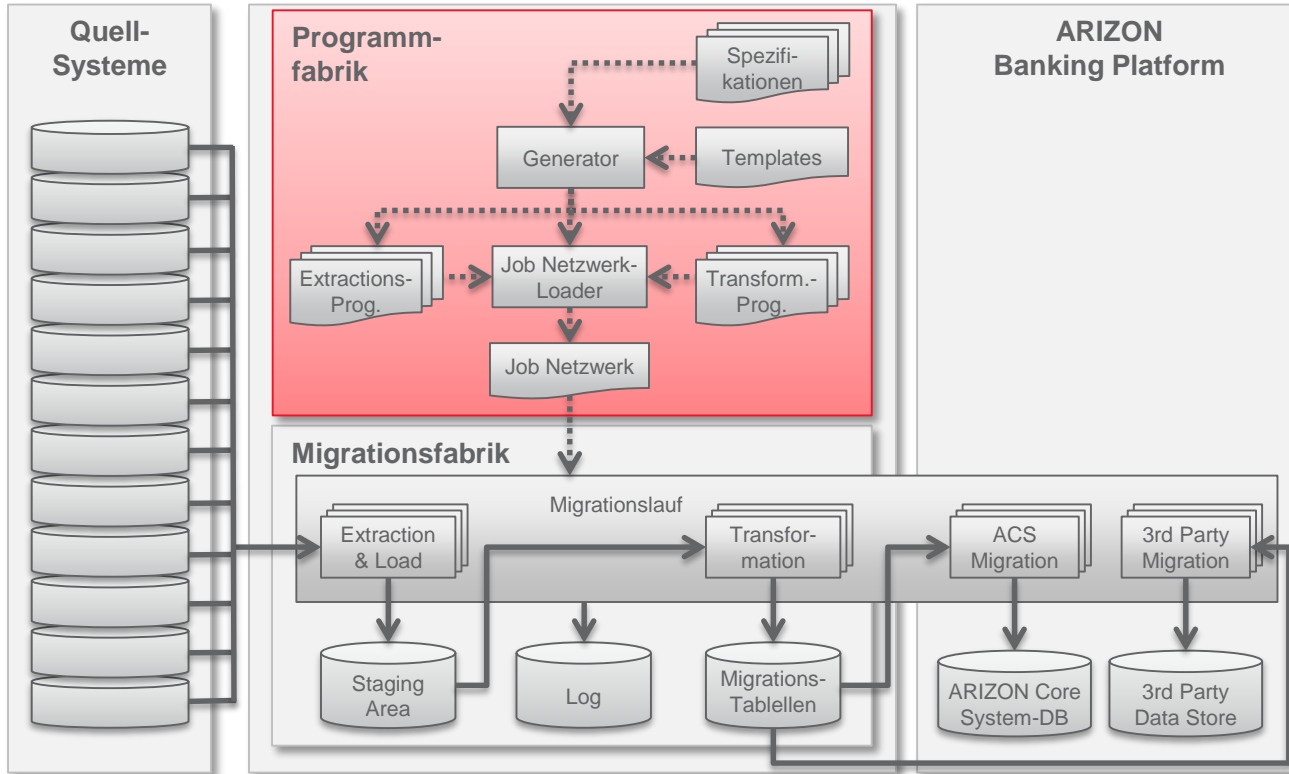 Quell-
Systeme
Programm-
fabrik
Spezifi-
kationen
Generator
Templates
Extractions-
Prog.
Job Netzwerk-
Loader
Transform.-
Prog.
Job Netzwerk
Migrationsfabrik
Migrationslauf
Extraction
& Load
Transfor-
mation
Staging
Area
Log
Migrations-
Tablellen
ARIZON
Banking Platform
ACS
Migration
3rd Party
Migration
ARIZON Core
System-DB
3rd Party
Data Store